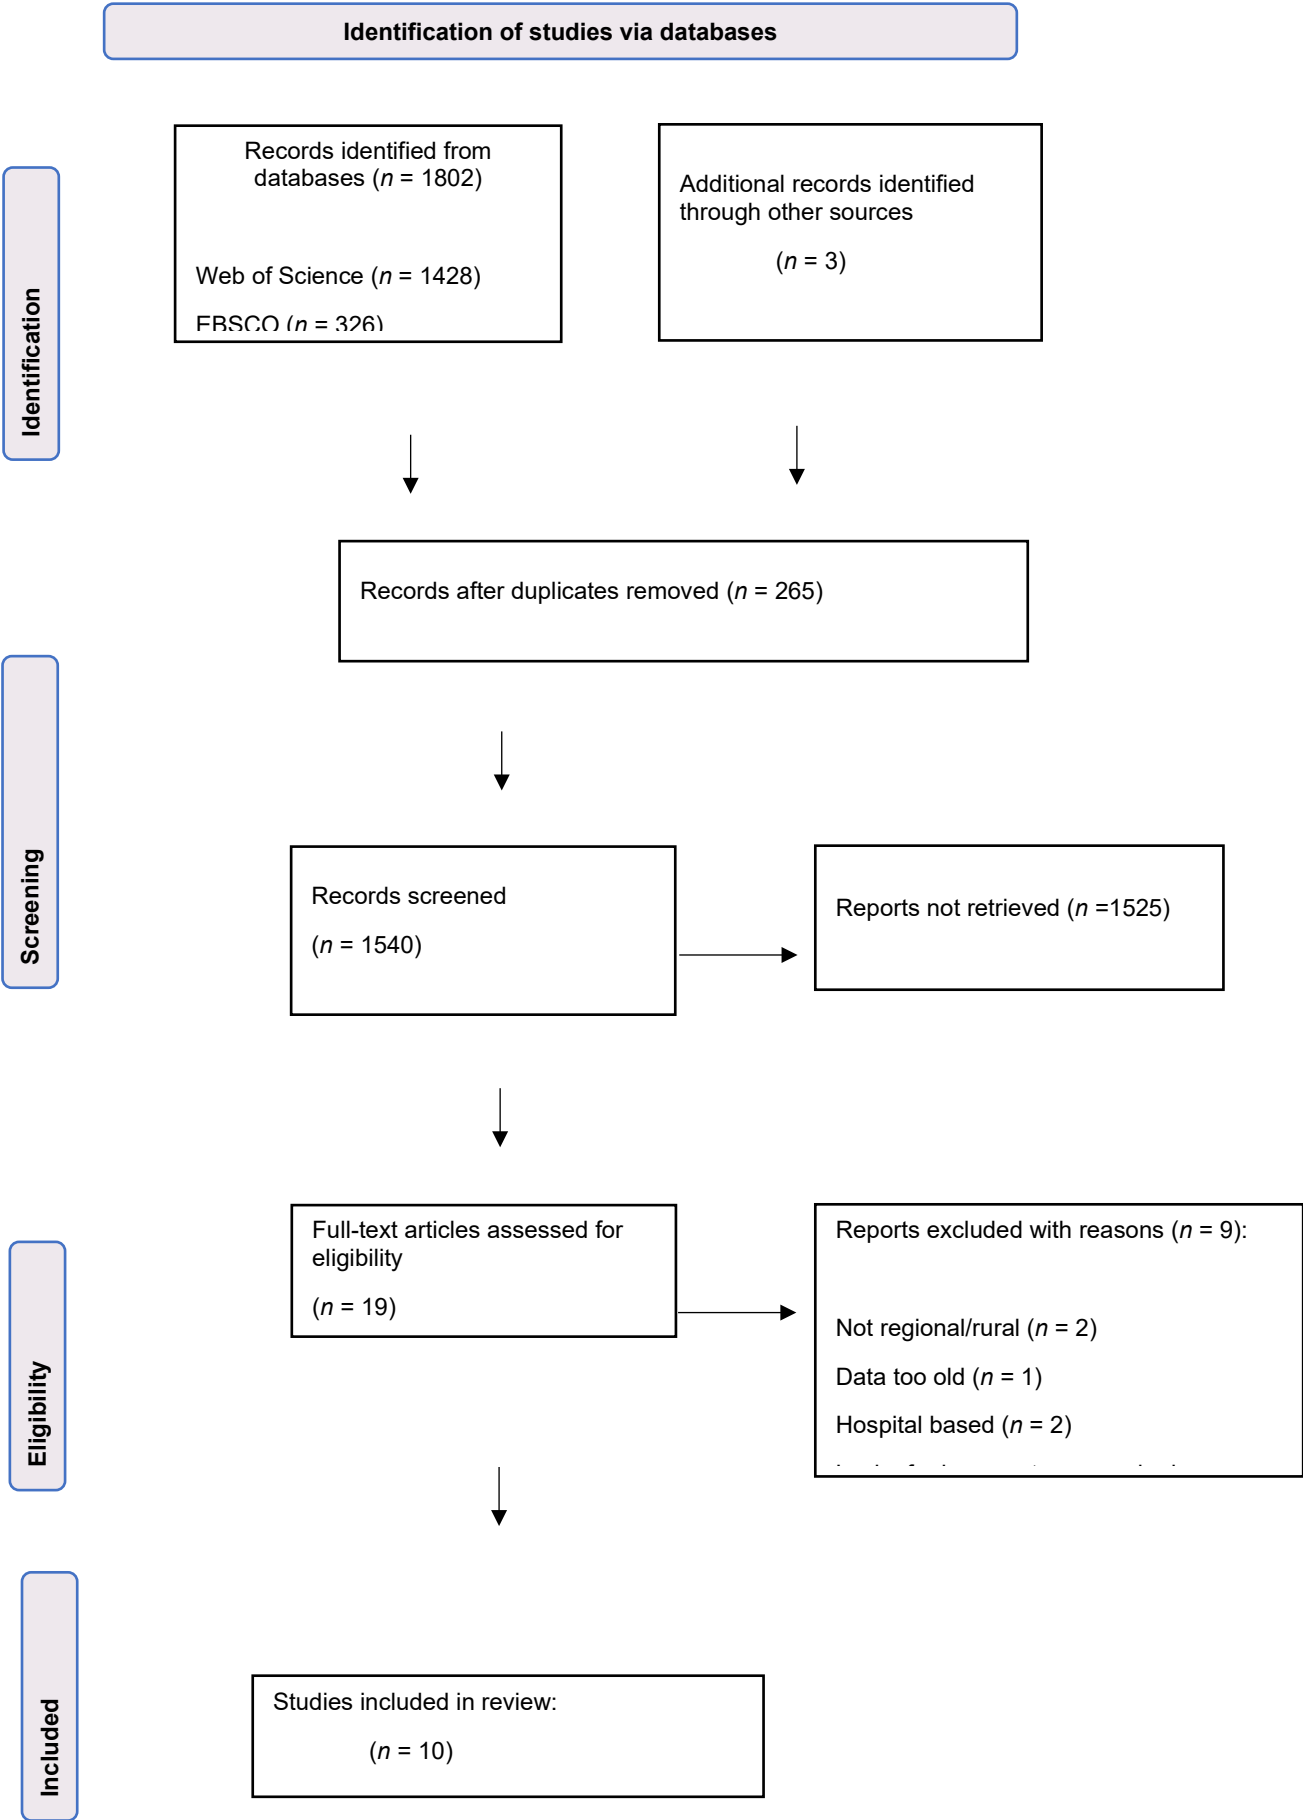 Identification of studies via databases
Identification
Records identified from
databases (n = 1802)
Web of Science (n = 1428)
EBSCO (n = 326)
Additional records identified
through other sources
(n = 3)
Records after duplicates removed (n = 265)
Screening
Records screened
(n = 1540)
Reports not retrieved (n =1525)
Eligibility
Full-text articles assessed for
eligibility
(n = 19)
Reports excluded with reasons (n = 9):
Not regional/rural (n = 2)
Data too old (n = 1)
Hospital based (n = 2)
Included
Studies included in review:
(n = 10)